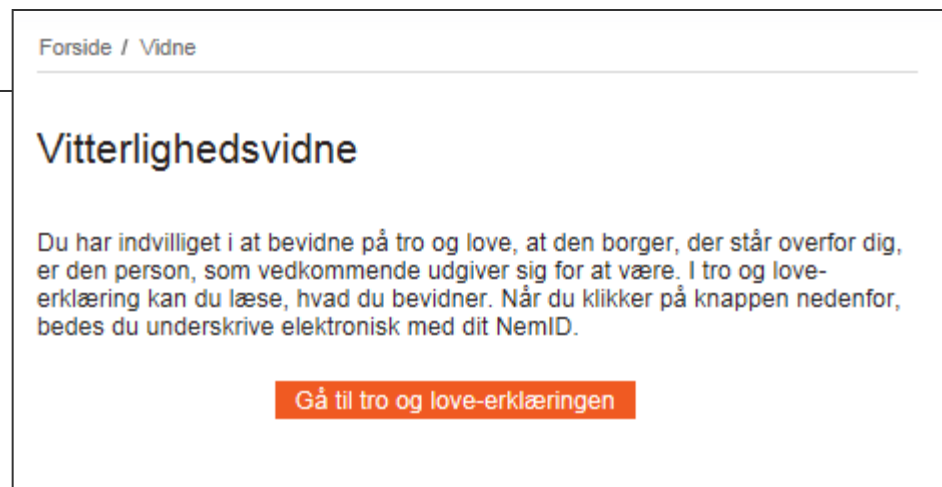 Forside / Vidne
Vitterlighedsvidne
Du har indvilliget i at bevidne på tro og love, at den borger, der står overfor dig,
er den person, som vedkommende udgiver sig for at være. I tro og love-
erklæring kan du læse, hvad du bevidner. Når du klikker på knappen nedenfor,
bedes du underskrive elektronisk med dit NemID.
Gå til tro og love-erklæringen